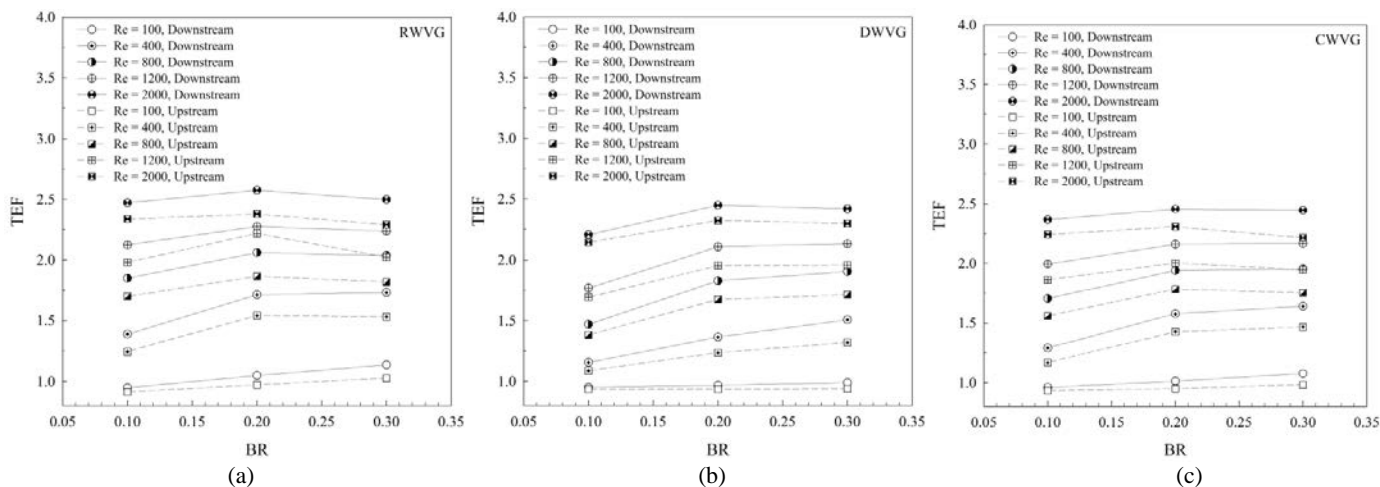 4.0
3.5
3.0
2.5
2.0
1.5
1.0
TEF
Re = 100, Downstream
Re = 400, Downstream
Re = 800, Downstream
Re = 1200, Downstream
Re = 2000, Downstream
Re = 100, Upstream
Re = 400, Upstream
Re = 800, Upstream
Re = 1200, Upstream
Re = 2000, Upstream
RWVG
0.05 0.10 0.15 0.20 0.25 0.30 0.35
BR
(a)
4.0
3.5
3.0
2.5
2.0
1.5
1.0
TEF
Re = 100, Downstream
Re = 400, Downstream
Re = 800, Downstream
Re = 1200, Downstream
Re = 2000, Downstream
Re = 100, Upstream
Re = 400, Upstream
Re = 800, Upstream
Re = 1200, Upstream
Re = 2000, Upstream
DWVG
0.05 0.10 0.15 0.20 0.25 0.30 0.35
BR
(b)
4.0
3.5
3.0
2.5
2.0
1.5
1.0
TEF
Re = 100, Downstream
Re = 400, Downstream
Re = 800, Downstream
Re = 1200, Downstream
Re = 2000, Downstream
Re = 100, Upstream
Re = 400, Upstream
Re = 800, Upstream
Re = 1200, Upstream
Re = 2000, Upstream
CWVG
0.05 0.10 0.15 0.20 0.25 0.30 0.35
BR
(c)